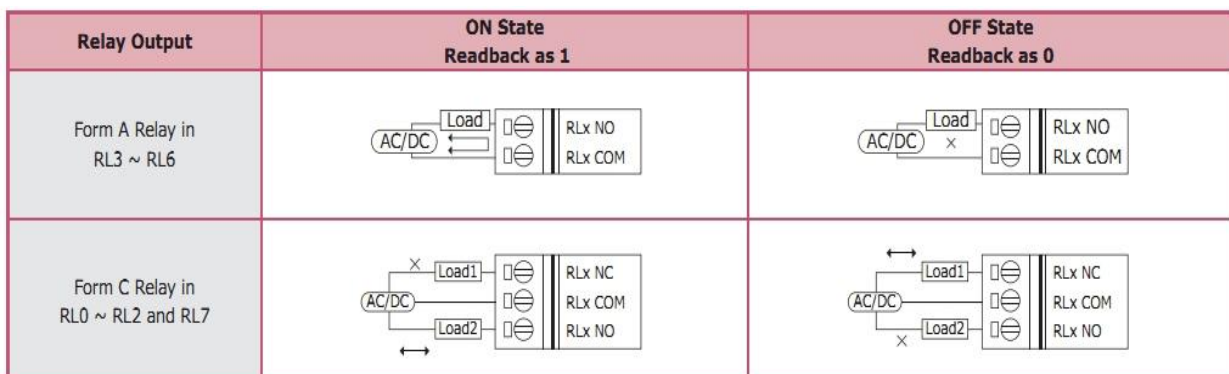 Relay Output
ON State
Readback as 1
OFF State
Readback as 0
Form A Relay in
RL3 ~ RL6
Load
AC/DC
RLx NO
RLx COM
Load
AC/DC
×
RLx NO
RLx COM
Form C Relay in
RL0 ~ RL2 and RL7
×
Load1
RLx NC
AC/DC
RLx COM
Load2
RLx NO
Load1
RLx NC
AC/DC
RLx COM
Load2
RLx NO
×